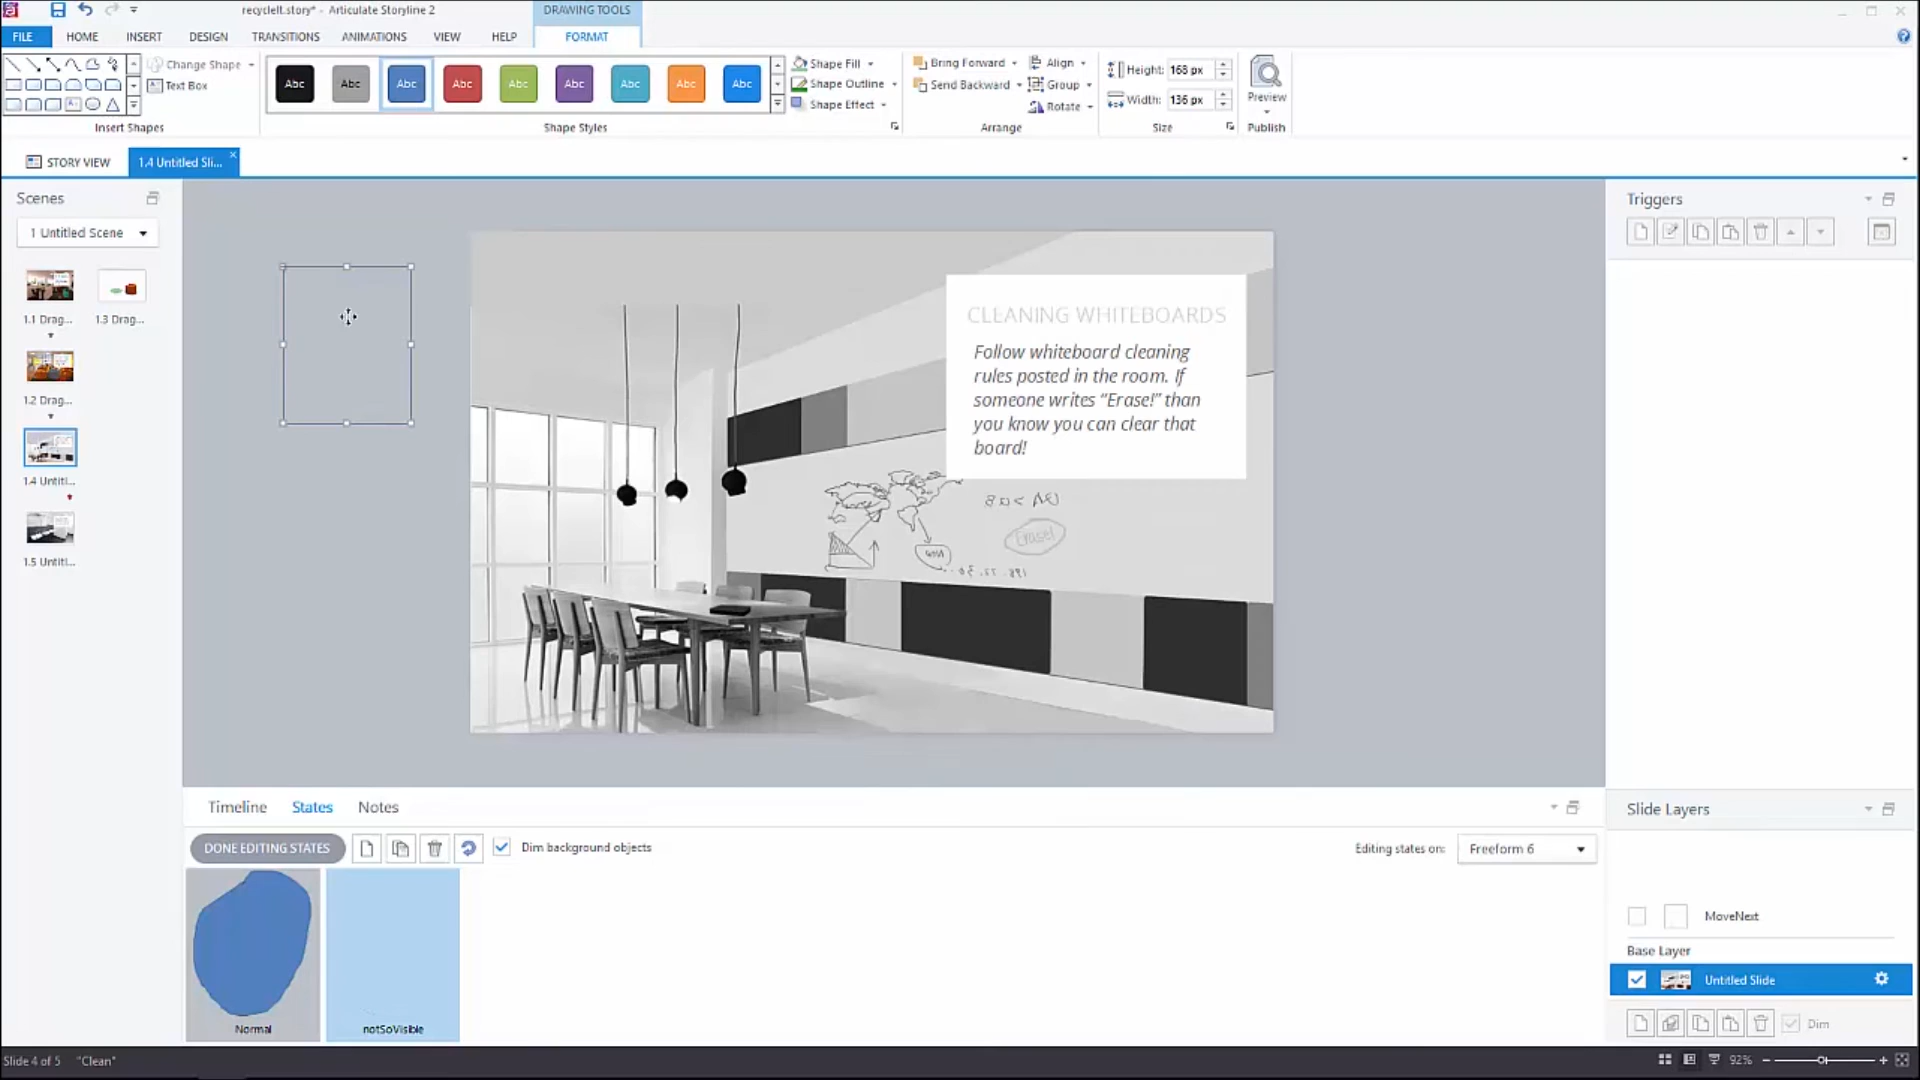 recycleIt.story* - Articulate Storyline 2
DRAWING TOOLS
FILE HOME INSERT DESIGN TRANSITIONS ANIMATIONS VIEW HELP FORMAT
Change Shape
Text Box
Insert Shapes
Abc Abc Abc Abc Abc Abc Abc Abc Abc
Shape Styles
Shape Fill
Shape Outline
Shape Effect
Bring Forward Align
Send Backward Group
Rotate
Arrange
Height: 168 px
Width: 136 px
Size
Preview
Publish
STORY VIEW 1.4 Untitled Sli...
Scenes
1 Untitled Scene
1.1 Drag... 1.3 Drag...
1.2 Drag...
1.4 Untitl...
1.5 Untitl...
CLEANING WHITEBOARDS
Follow whiteboard cleaning
rules posted in the room. If
someone writes “Erase!” than
you know you can clear that
board!
Erase!
Triggers
Timeline States Notes
DONE EDITING STATES
Dim background objects
Editing states on: Freeform 6
Normal notSoVisible
Slide Layers
MoveNext
Base Layer
Untitled Slide
Dim
Slide 4 of 5 "Clean" 92%